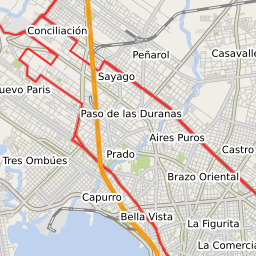 Conciliación
Peñarol
Casavalle
Sayago
uevo Paris
Paso de las Duranas
Aires Puros
Castro
Tres Ombúes
Prado
Brazo Oriental
Capurro
Bella Vista
La Figurita
La Comercia